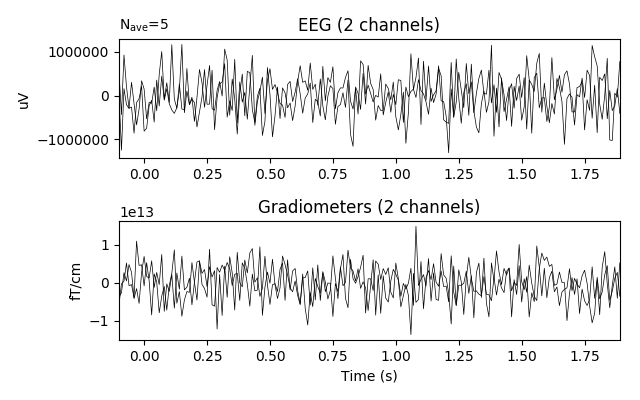 N_ave=5
EEG (2 channels)
1000000
0
−1000000
uV
0.00 0.25 0.50 0.75 1.00 1.25 1.50 1.75
1e13
Gradiometers (2 channels)
1
0
−1
fT/cm
0.00 0.25 0.50 0.75 1.00 1.25 1.50 1.75
Time (s)